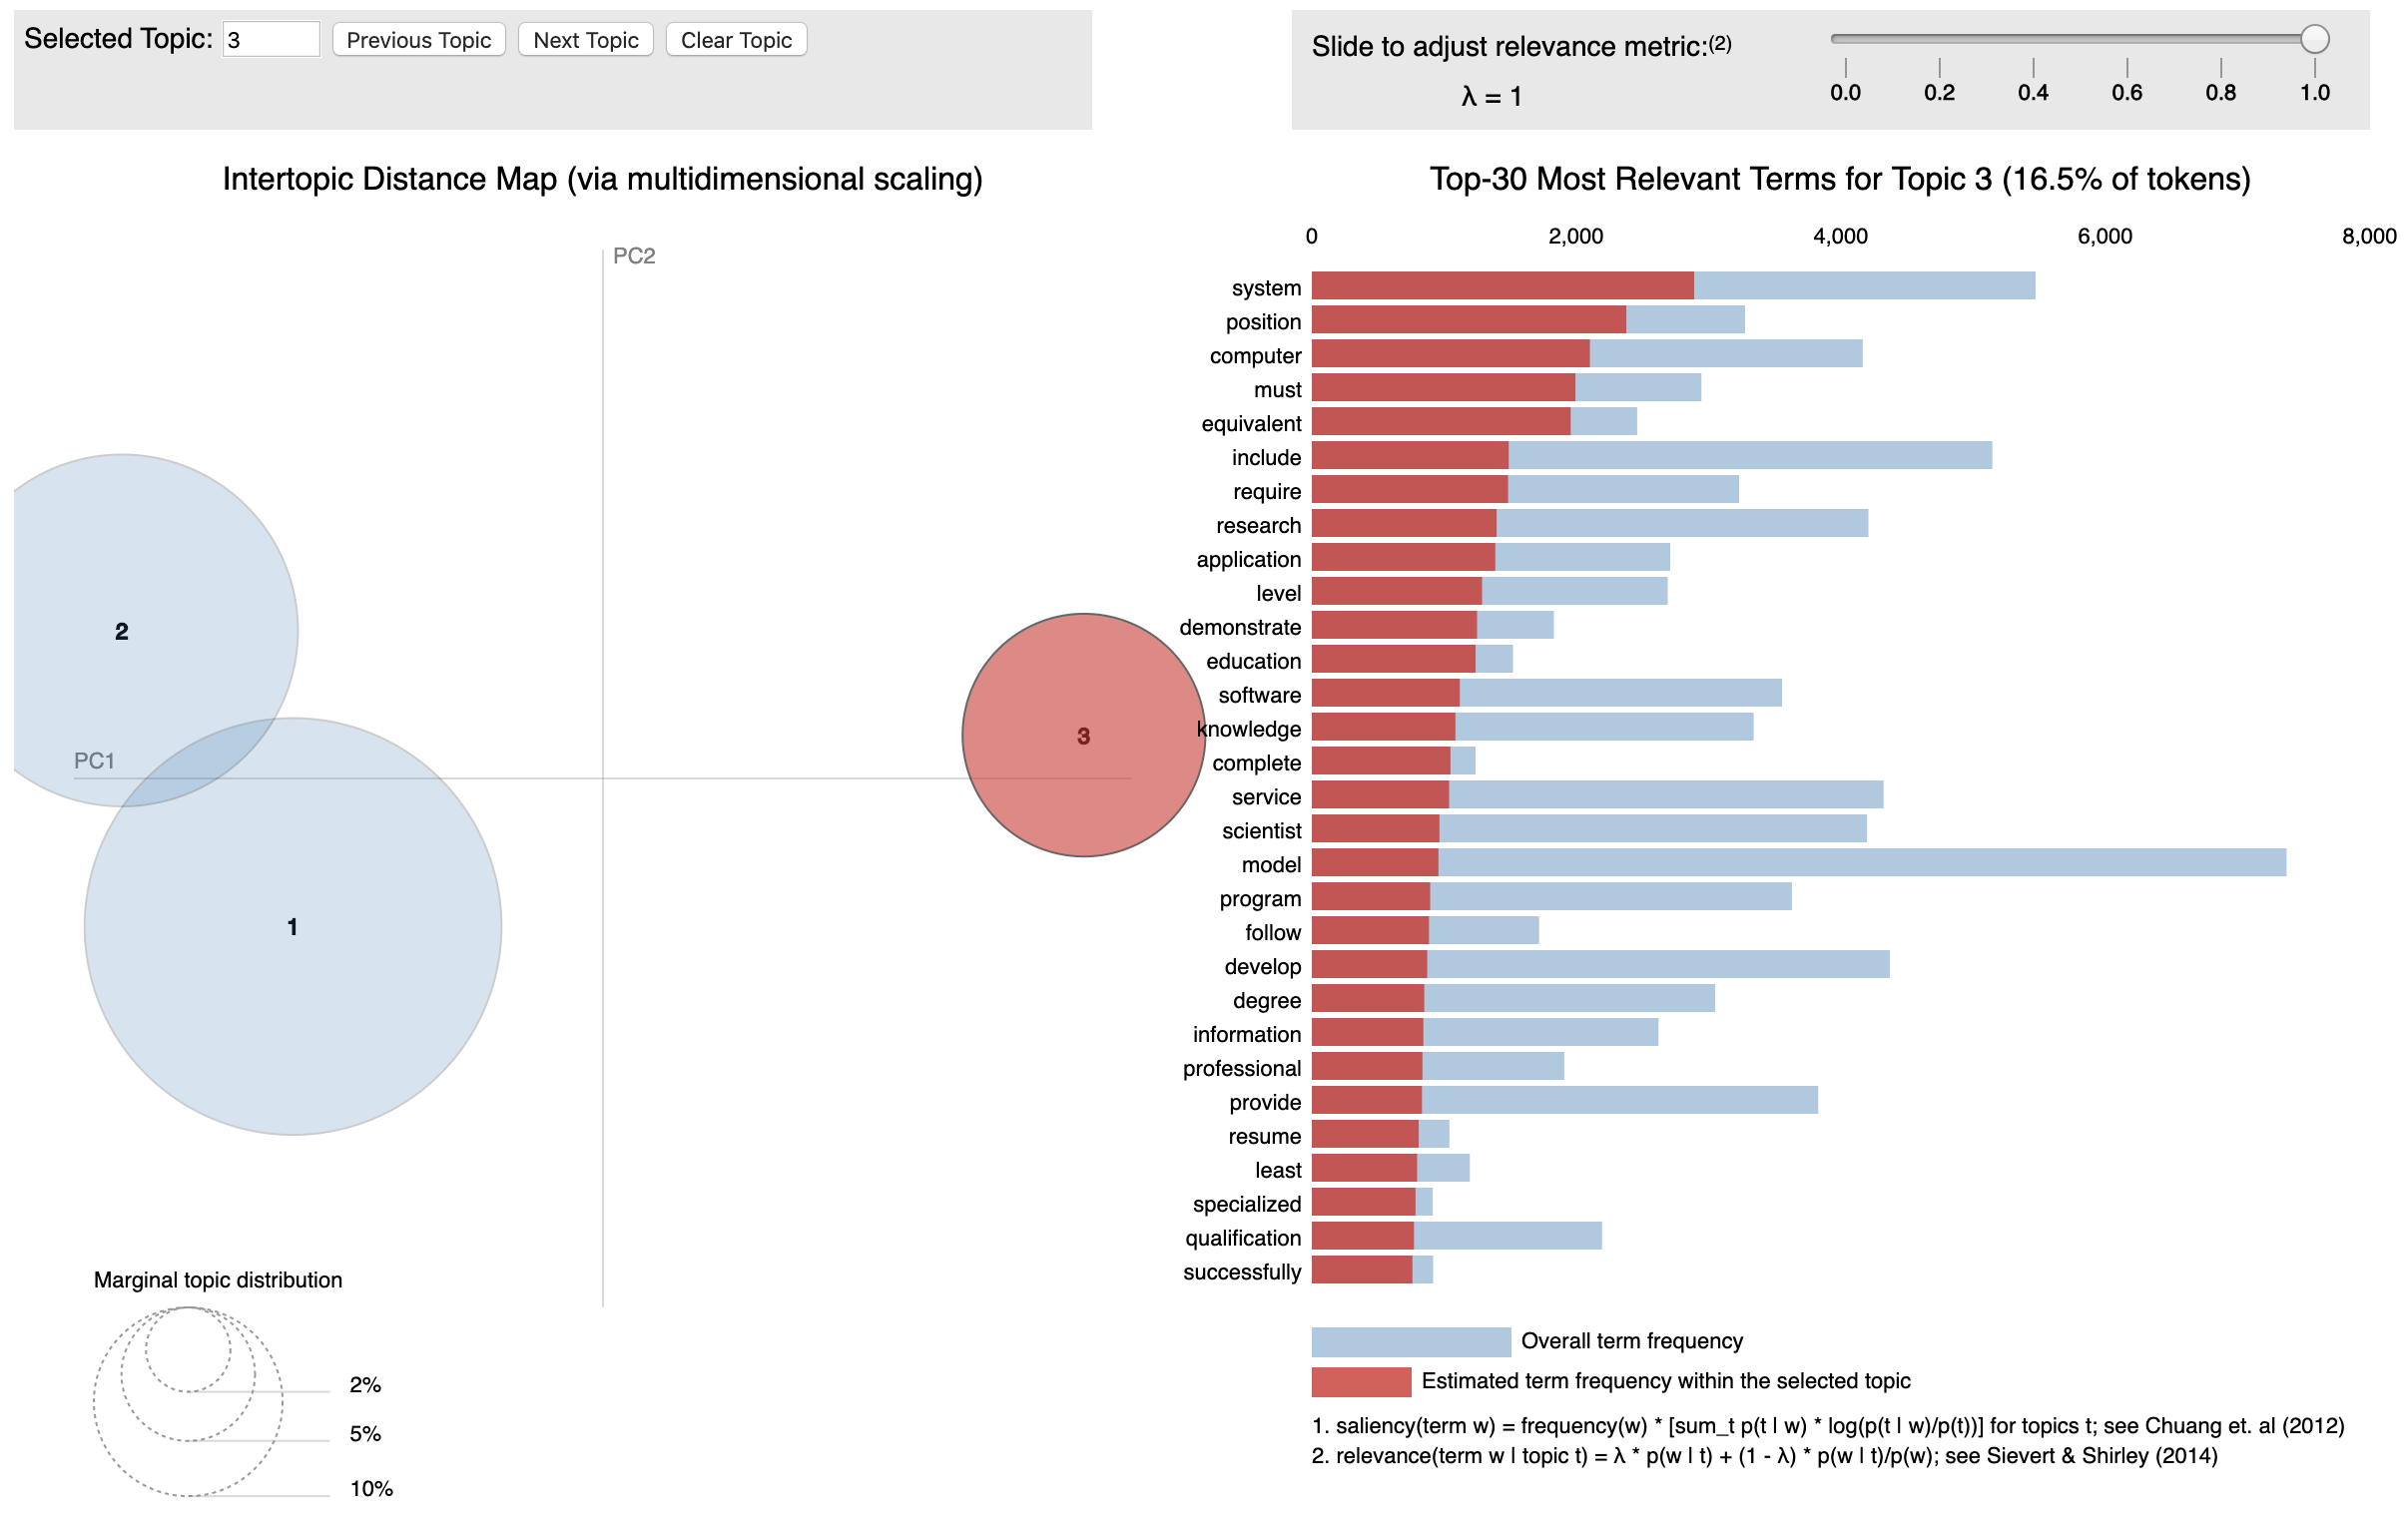 Selected Topic: 3 Previous Topic Next Topic Clear Topic
Slide to adjust relevance metric:(2)
λ = 1
0.0 0.2 0.4 0.6 0.8 1.0
Intertopic Distance Map (via multidimensional scaling)
PC2
PC1
2
1
3
Marginal topic distribution
2%
5%
10%
Top-30 Most Relevant Terms for Topic 3 (16.5% of tokens)
0 2,000 4,000 6,000 8,000
system
position
computer
must
equivalent
include
require
research
application
level
demonstrate
education
software
knowledge
complete
service
scientist
model
program
follow
develop
degree
information
professional
provide
resume
least
specialized
qualification
successfully
Overall term frequency
Estimated term frequency within the selected topic
1. saliency(term w) = frequency(w) * [sum_t p(t | w) * log(p(t | w)/p(t))] for topics t; see Chuang et. al (2012)
2. relevance(term w | topic t) = λ * p(w | t) + (1 - λ) * p(w | t)/p(w); see Sievert & Shirley (2014)